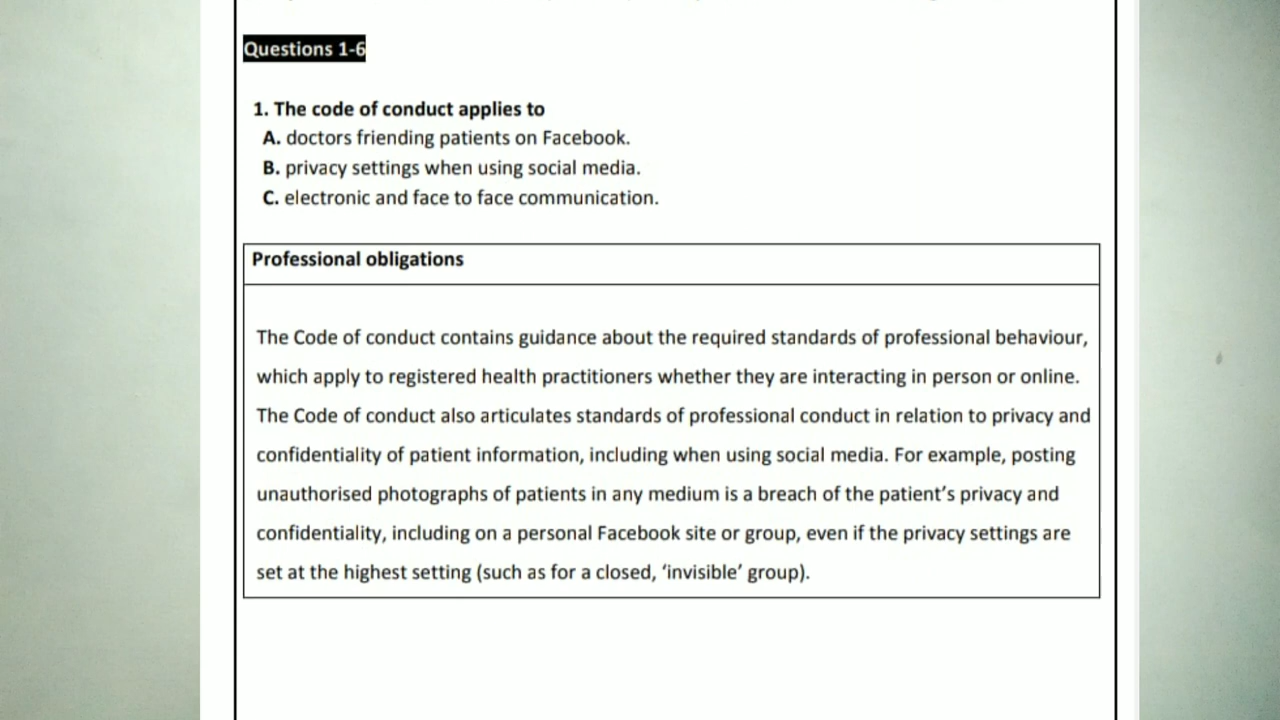 Questions 1-6
1. The code of conduct applies to
A. doctors friending patients on Facebook.
B. privacy settings when using social media.
C. electronic and face to face communication.
Professional obligations
The Code of conduct contains guidance about the required standards of professional behaviour,
which apply to registered health practitioners whether they are interacting in person or online.
The Code of conduct also articulates standards of professional conduct in relation to privacy and
confidentiality of patient information, including when using social media. For example, posting
unauthorised photographs of patients in any medium is a breach of the patient’s privacy and
confidentiality, including on a personal Facebook site or group, even if the privacy settings are
set at the highest setting (such as for a closed, ‘invisible’ group).